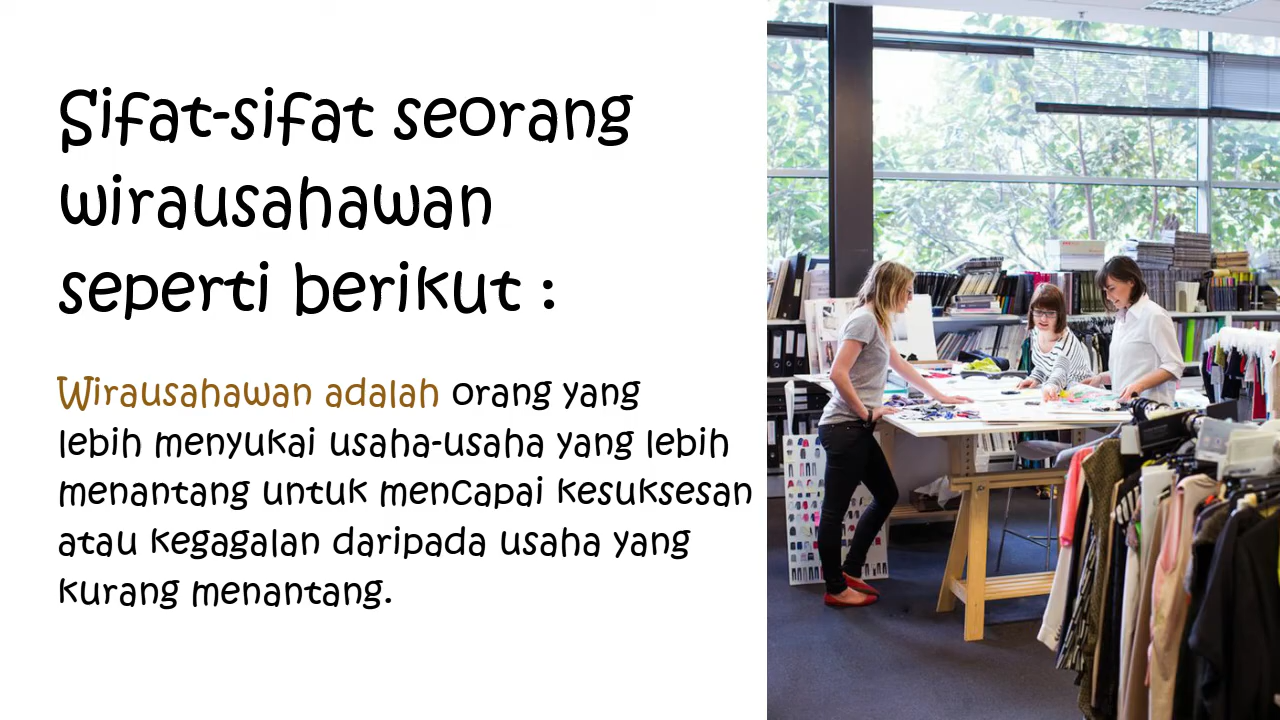 Sifat-sifat seorang
wirausahawan
seperti berikut :
Wirausahawan adalah orang yang
lebih menyukai usaha-usaha yang lebih
menantang untuk mencapai kesuksesan
atau kegagalan daripada usaha yang
kurang menantang.